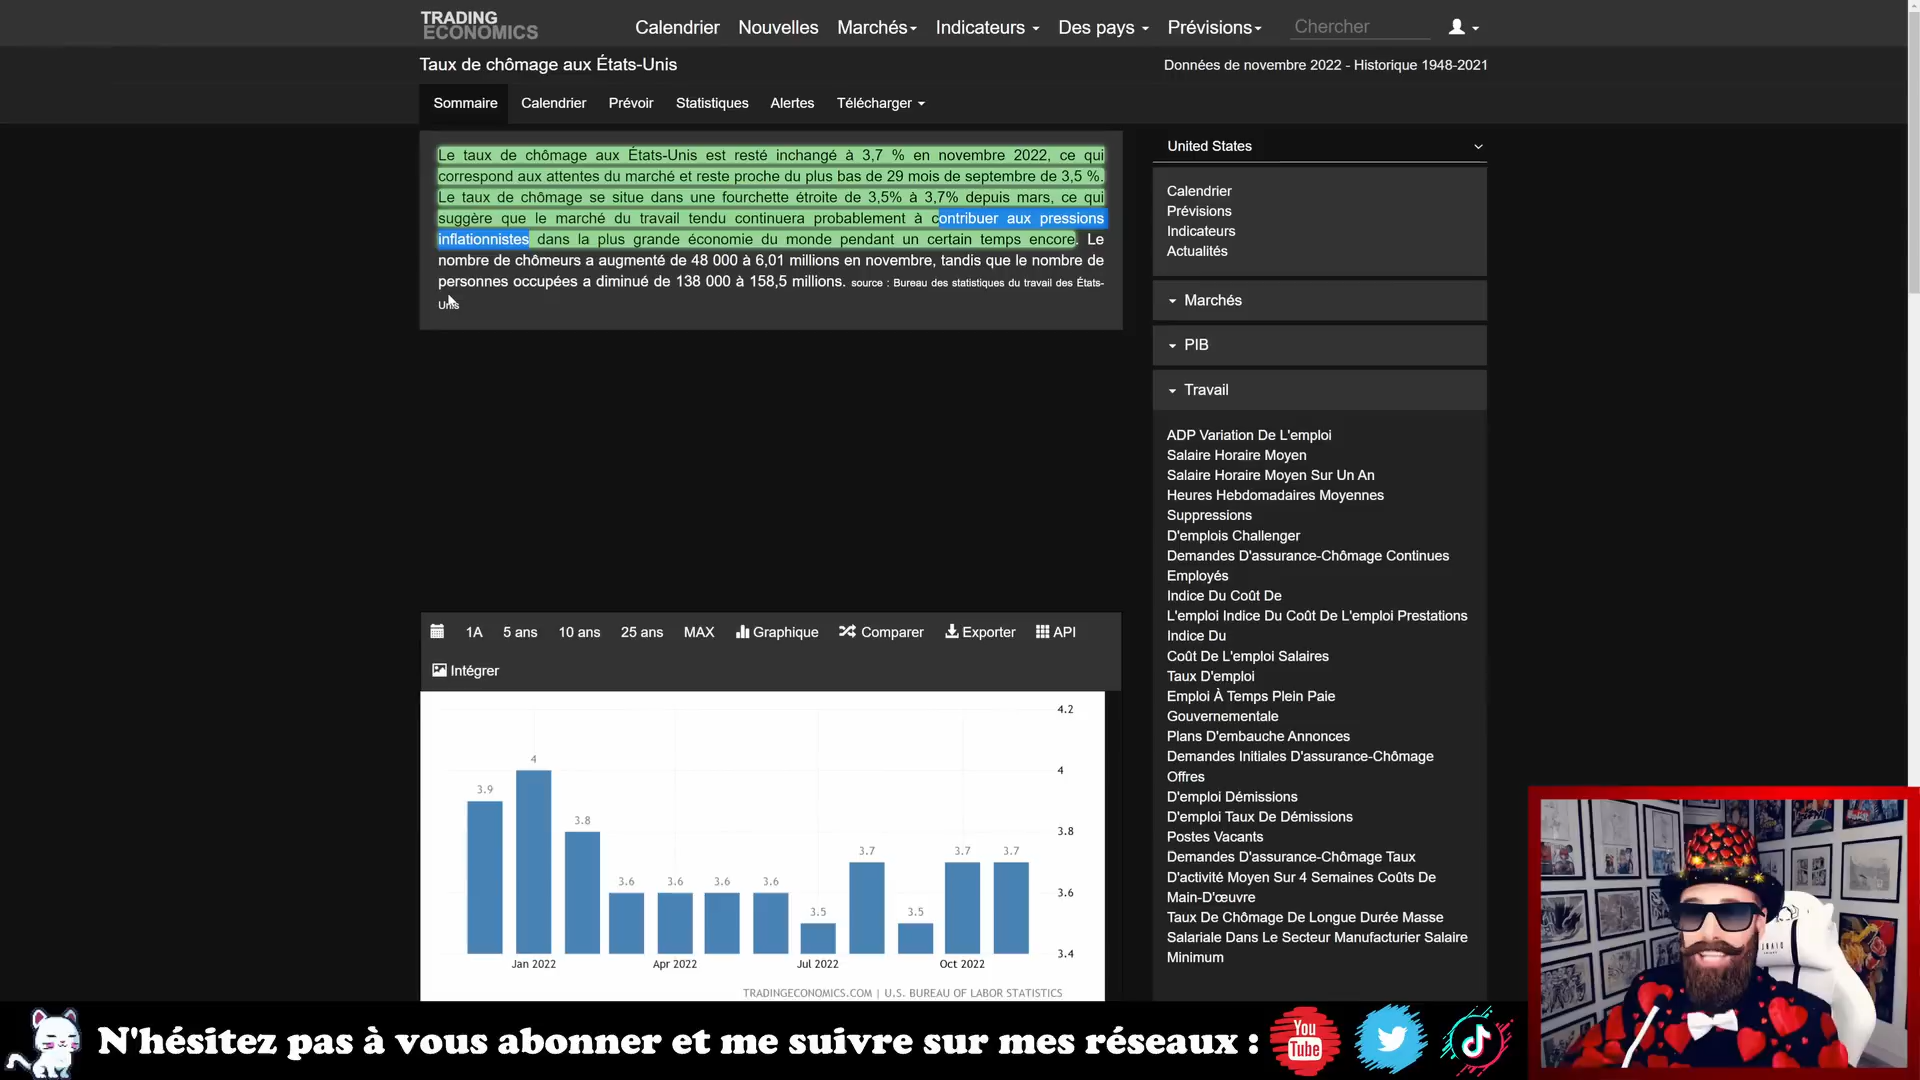 TRADING
ECONOMICS
Calendrier Nouvelles Marchés Indicateurs Des pays Prévisions Chercher
Taux de chômage aux États-Unis
Données de novembre 2022 - Historique 1948-2021
Sommaire Calendrier Prévoir Statistiques Alertes Télécharger
Le taux de chômage aux États-Unis est resté inchangé à 3,7 % en novembre 2022, ce qui
correspond aux attentes du marché et reste proche du plus bas de 29 mois de septembre de 3,5 %.
Le taux de chômage se situe dans une fourchette étroite de 3,5% à 3,7% depuis mars, ce qui
suggère que le marché du travail tendu continuera probablement à contribuer aux pressions
inflationnistes dans la plus grande économie du monde pendant un certain temps encore. Le
nombre de chômeurs a augmenté de 48 000 à 6,01 millions en novembre, tandis que le nombre de
personnes occupées a diminué de 138 000 à 158,5 millions. source : Bureau des statistiques du travail des États-
Unis
1A 5 ans 10 ans 25 ans MAX Graphique Comparer Exporter API
Intégrer
4.2
4
3.8
3.6
3.4
3.9
4
3.8
3.6
3.6
3.6
3.6
3.5
3.7
3.5
3.7
3.7
Jan 2022 Apr 2022 Jul 2022 Oct 2022
TRADINGECONOMICS.COM | U.S. BUREAU OF LABOR STATISTICS
United States
Calendrier
Prévisions
Indicateurs
Actualités
Marchés
PIB
Travail
ADP Variation De L'emploi
Salaire Horaire Moyen
Salaire Horaire Moyen Sur Un An
Heures Hebdomadaires Moyennes
Suppressions
D'emplois Challenger
Demandes D'assurance-Chômage Continues
Employés
Indice Du Coût De
L'emploi Indice Du Coût De L'emploi Prestations
Indice Du
Coût De L'emploi Salaires
Taux D'emploi
Emploi À Temps Plein Paie
Gouvernementale
Plans D'embauche Annonces
Demandes Initiales D'assurance-Chômage
Offres
D'emploi Démissions
D'emploi Taux De Démissions
Postes Vacants
Demandes D'assurance-Chômage Taux
D'activité Moyen Sur 4 Semaines Coûts De
Main-D'œuvre
Taux De Chômage De Longue Durée Masse
Salariale Dans Le Secteur Manufacturier Salaire
Minimum
N'hésitez pas à vous abonner et me suivre sur mes réseaux :
You
Tube